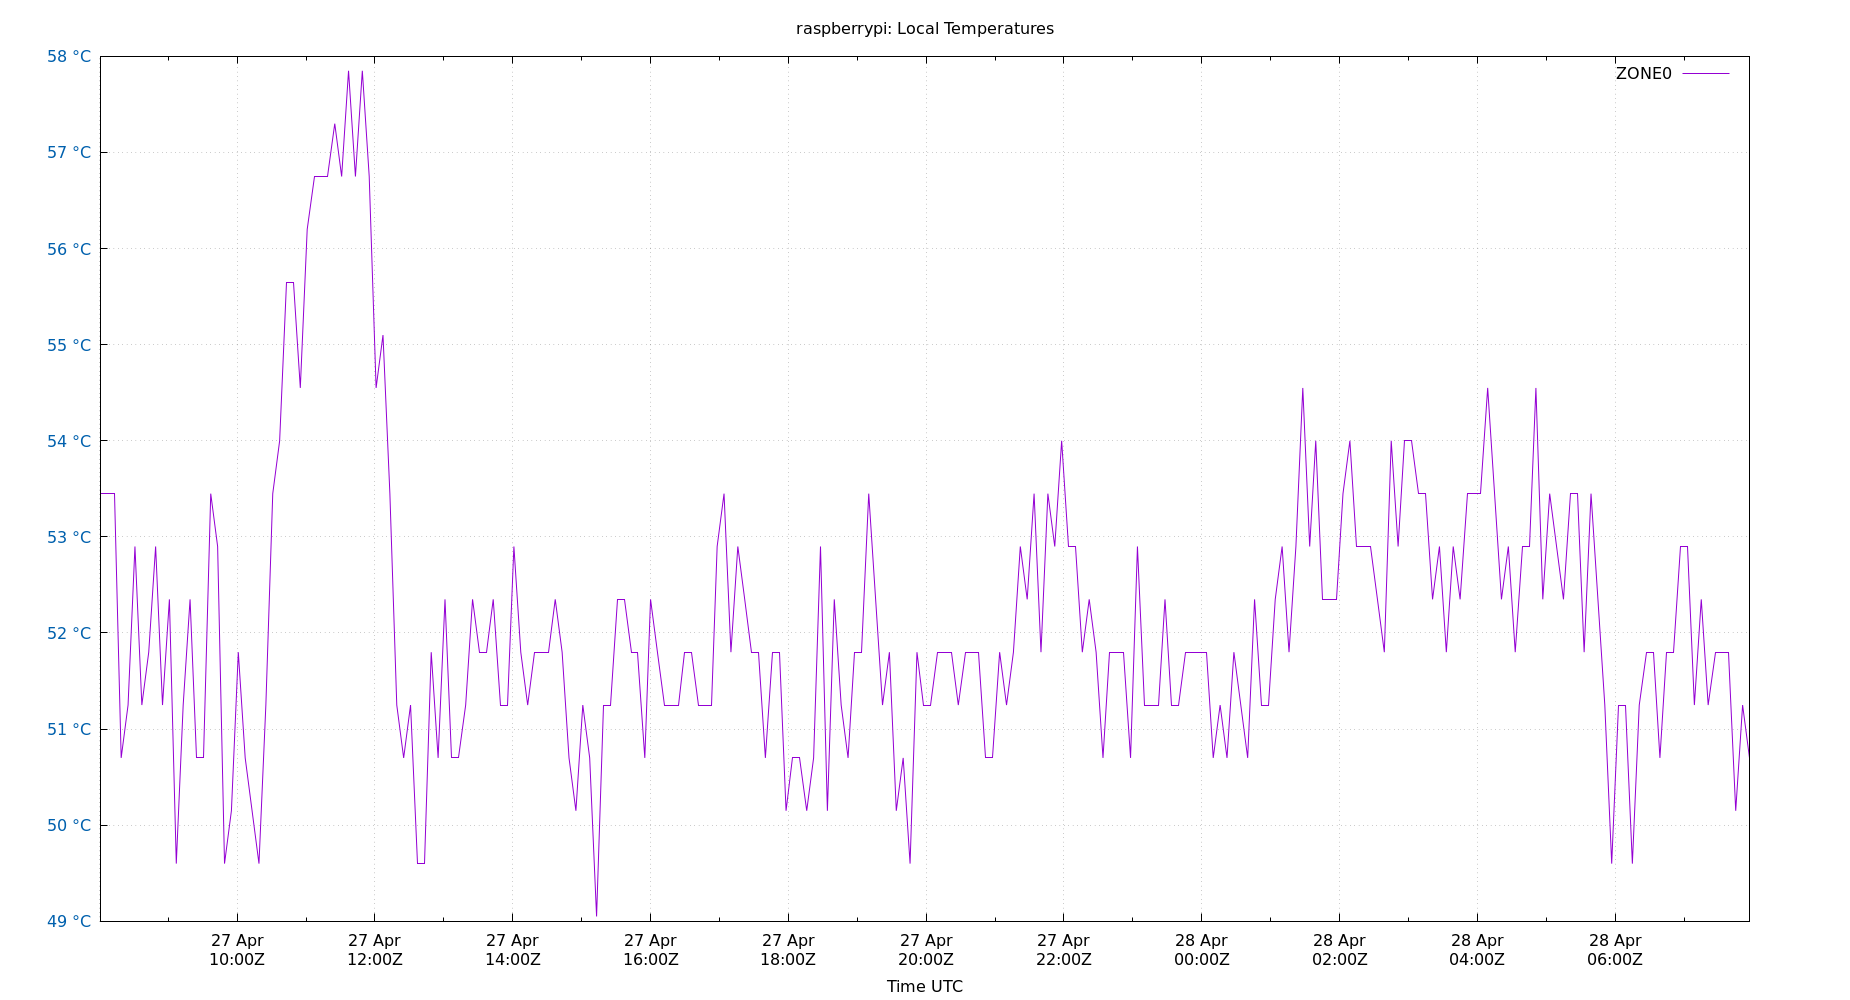 raspberrypi: Local Temperatures
58 °C
ZONE0
57 °C
56 °C
55 °C
54 °C
53 °C
52 °C
51 °C
50 °C
49 °C
27 Apr 27 Apr 27 Apr 27 Apr 27 Apr 27 Apr 27 Apr 28 Apr 28 Apr 28 Apr 28 Apr
10:00Z 12:00Z 14:00Z 16:00Z 18:00Z 20:00Z 22:00Z 00:00Z 02:00Z 04:00Z 06:00Z
Time UTC